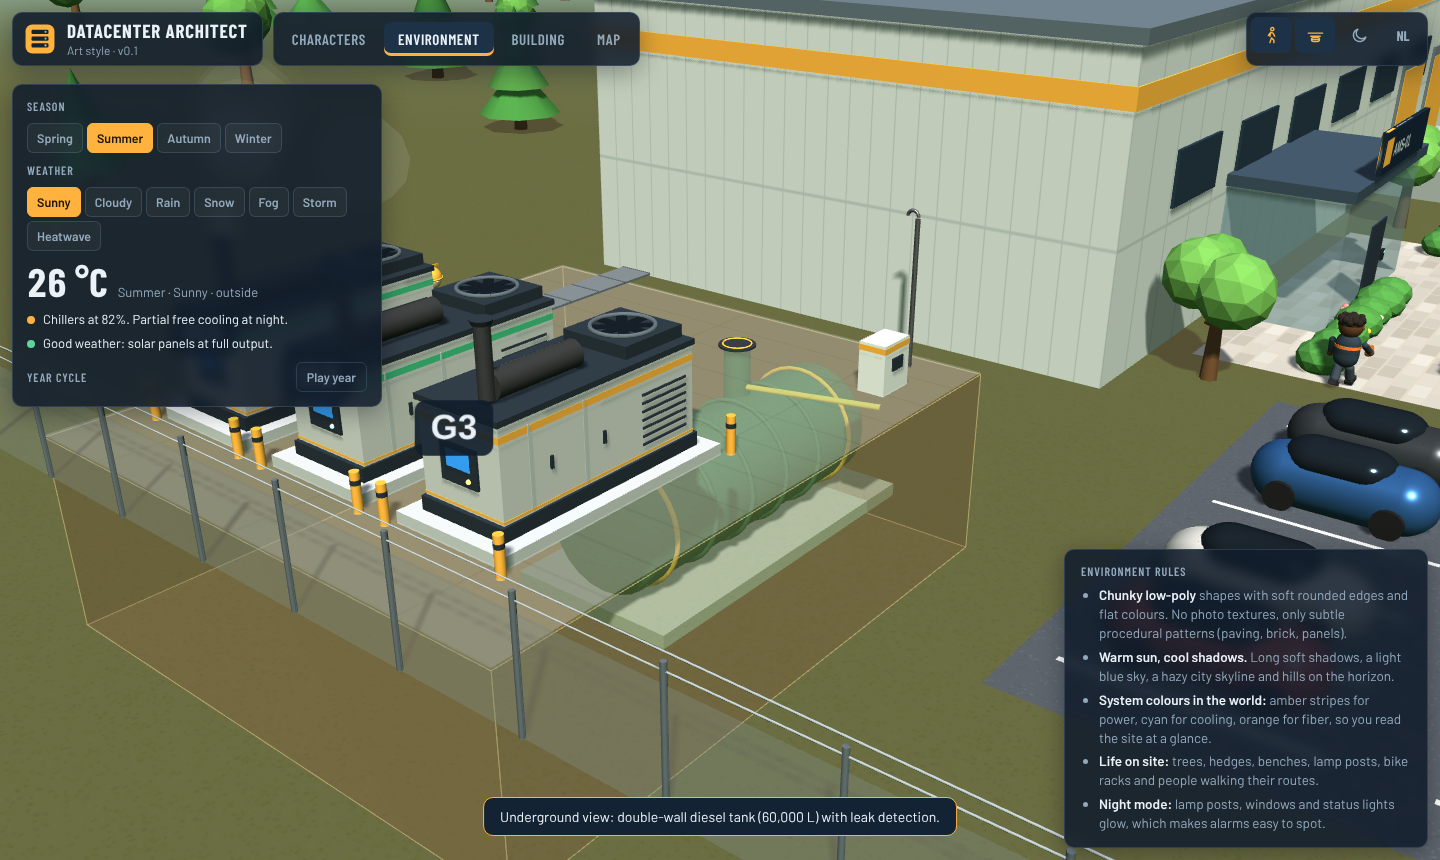 DATACENTER ARCHITECT
Art style · v0.1
CHARACTERS
ENVIRONMENT
BUILDING
MAP
NL
SEASON
Spring
Summer
Autumn
Winter
WEATHER
Sunny
Cloudy
Rain
Snow
Fog
Storm
Heatwave
26 °C
Summer · Sunny · outside
Chillers at 82%. Partial free cooling at night.
Good weather: solar panels at full output.
YEAR CYCLE
Play year
AMS-01
G3
ENVIRONMENT RULES
Chunky low-poly shapes with soft rounded edges and
flat colours. No photo textures, only subtle
procedural patterns (paving, brick, panels).
Warm sun, cool shadows. Long soft shadows, a light
blue sky, a hazy city skyline and hills on the horizon.
System colours in the world: amber stripes for
power, cyan for cooling, orange for fiber, so you read
the site at a glance.
Life on site: trees, hedges, benches, lamp posts, bike
racks and people walking their routes.
Night mode: lamp posts, windows and status lights
glow, which makes alarms easy to spot.
Underground view: double-wall diesel tank (60,000 L) with leak detection.